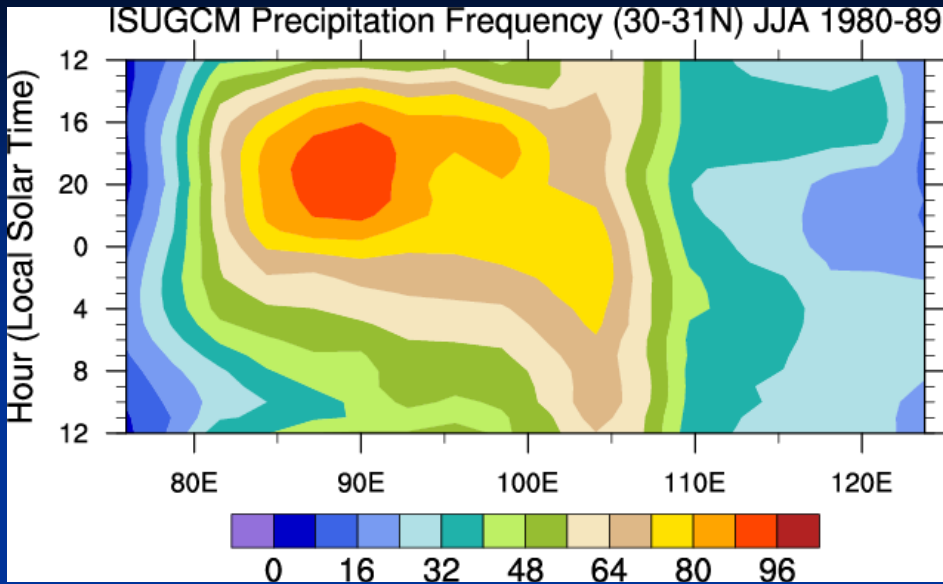 ISUGCM Precipitation Frequency (30-31N) JJA 1980-89
Hour (Local Solar Time)
12
16
20
0
4
8
12
80E 90E 100E 110E 120E
0 16 32 48 64 80 96